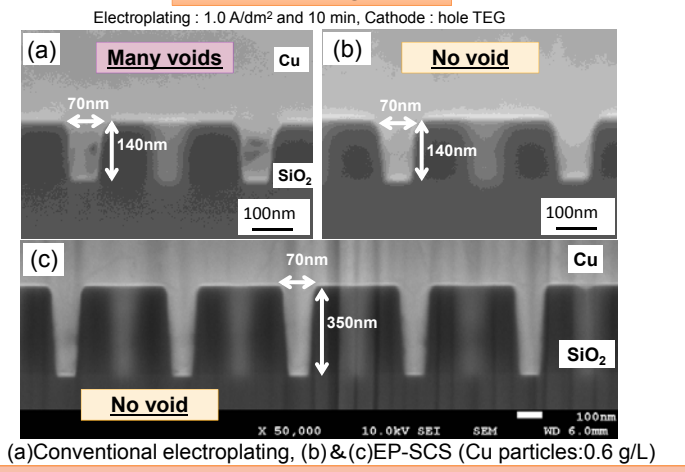 Electroplating : 1.0 A/dm² and 10 min, Cathode : hole TEG
(a)
Many voids
Cu
70nm
140nm
SiO₂
100nm
(b)
No void
70nm
140nm
100nm
(c)
70nm
Cu
350nm
SiO₂
No void
100nm
X 50,000 10.0kV SEI SEM WD 6.0mm
(a)Conventional electroplating, (b)&(c)EP-SCS (Cu particles:0.6 g/L)